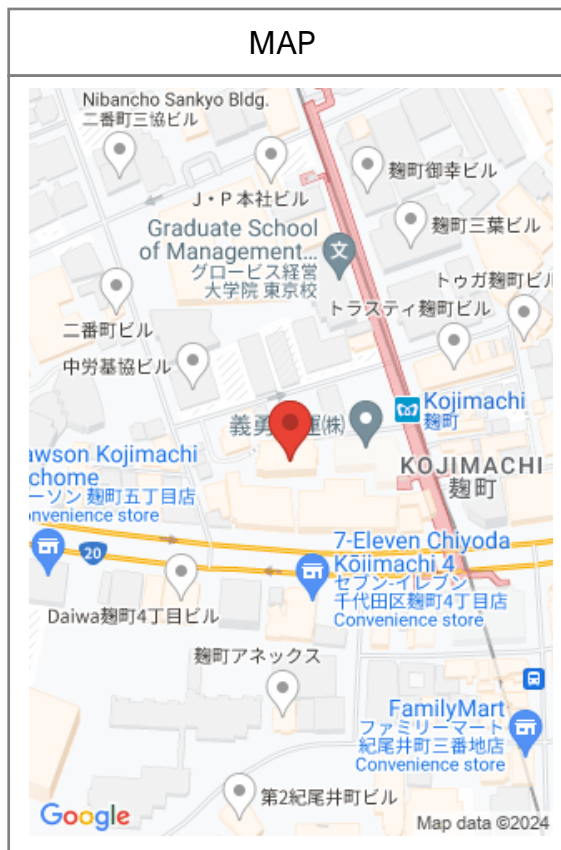 MAP
Nibancho Sankyo Bldg.
二番町三協ビル
J・P本社ビル
麹町御幸ビル
麹町三葉ビル
Graduate School
of Management...
グロービス経営
大学院 東京校
文
トゥガ麹町ビル
トラスティ麹町ビル
二番町ビル
中労基協ビル
Kojimachi
麹町
義勇
運㈱
KOJIMACHI
麹町
awson Kojimachi
chome
ーソン 麹町五丁目店
onvenience store
20
7-Eleven Chiyoda
Kōjimachi 4
セブン-イレブン
千代田区麹町4丁目店
Convenience store
Daiwa麹町4丁目ビル
麹町アネックス
FamilyMart
ファミリーマート
紀尾井町三番地店
Convenience store
第2紀尾井町ビル
Google
Map data ©2024